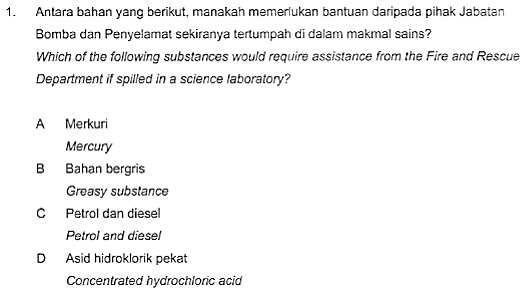 1. Antara bahan yang berikut, manakah memerlukan bantuan daripada pihak Jabatan
Bomba dan Penyelamat sekiranya tertumpah di dalam makmal sains?
Which of the following substances would require assistance from the Fire and Rescue
Department if spilled in a science laboratory?
A Merkuri
Mercury
B Bahan bergris
Greasy substance
C Petrol dan diesel
Petrol and diesel
D Asid hidroklorik pekat
Concentrated hydrochloric acid